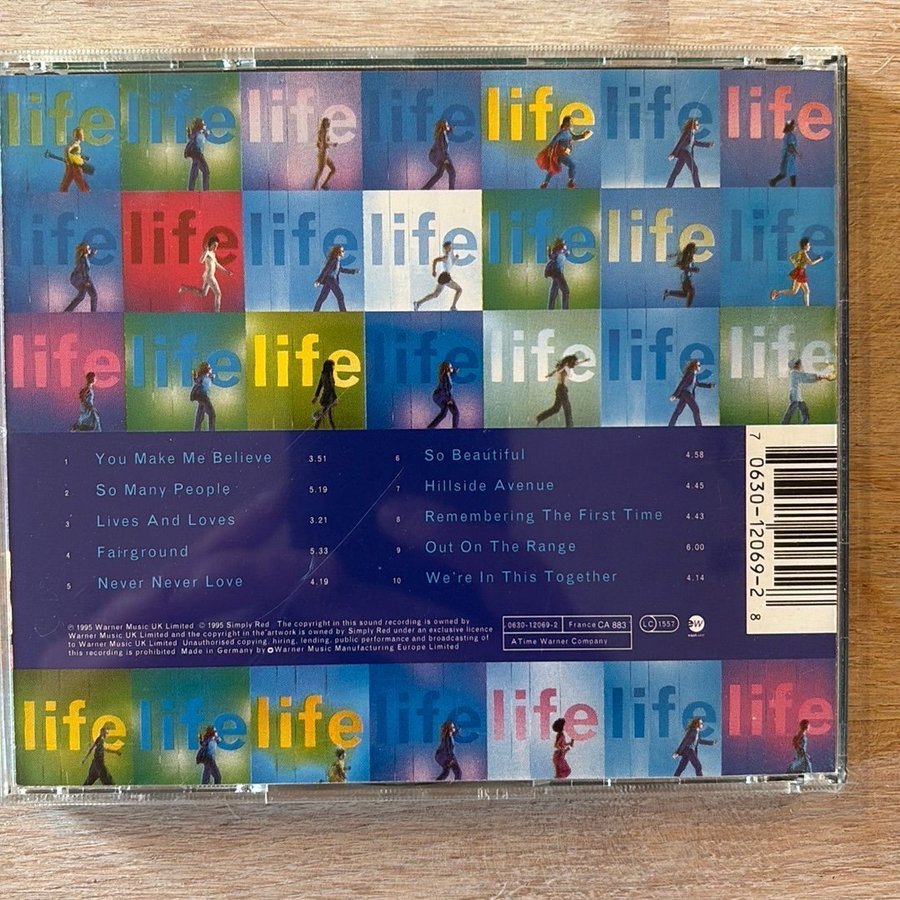 life life life life life life life
life life life life life life life
life life life life life life life
1 You Make Me Believe 3.51
2 So Many People 5.19
3 Lives And Loves 3.21
4 Fairground 5.33
5 Never Never Love 4.19
6 So Beautiful 4.58
7 Hillside Avenue 4.45
8 Remembering The First Time 4.43
9 Out On The Range 6.00
10 We're In This Together 4.14
7 0630-12069-2 8
℗ 1995 Warner Music UK Limited © 1995 Simply Red The copyright in this sound recording is owned by
Warner Music UK Limited and the copyright in the artwork is owned by Simply Red under an exclusive licence
to Warner Music UK Limited Unauthorised copying, hiring, lending, public performance and broadcasting of
this recording is prohibited Made in Germany by Warner Music Manufacturing Europe Limited
0630-12069-2 France CA 883
A Time Warner Company
LC 1557
ew
life life life life life life life